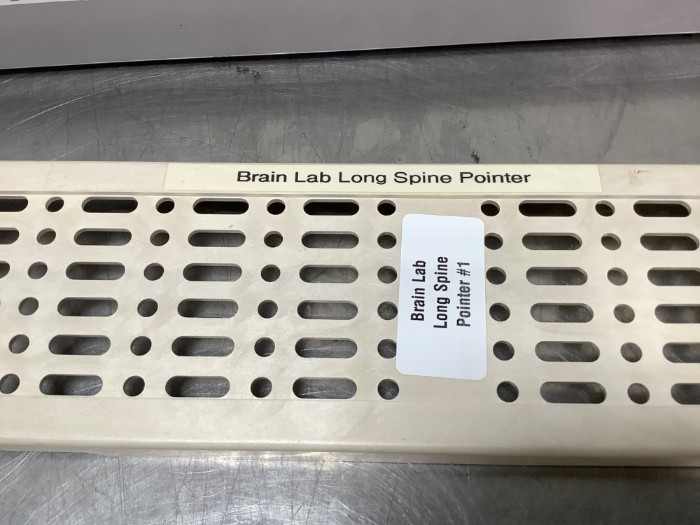 Brain Lab Long Spine Pointer
Brain Lab
Long Spine
Pointer #1